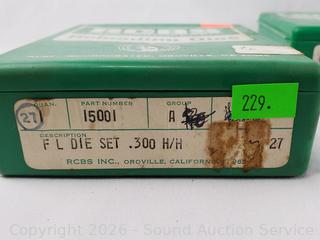 RCBS
229.
QUAN. PART NUMBER GROUP
27 15001 A
DESCRIPTION
F L DIE SET .300 H/H 27
RCBS INC., OROVILLE, CALIFORNIA
Copyright ©2026 - Sound Auction Service